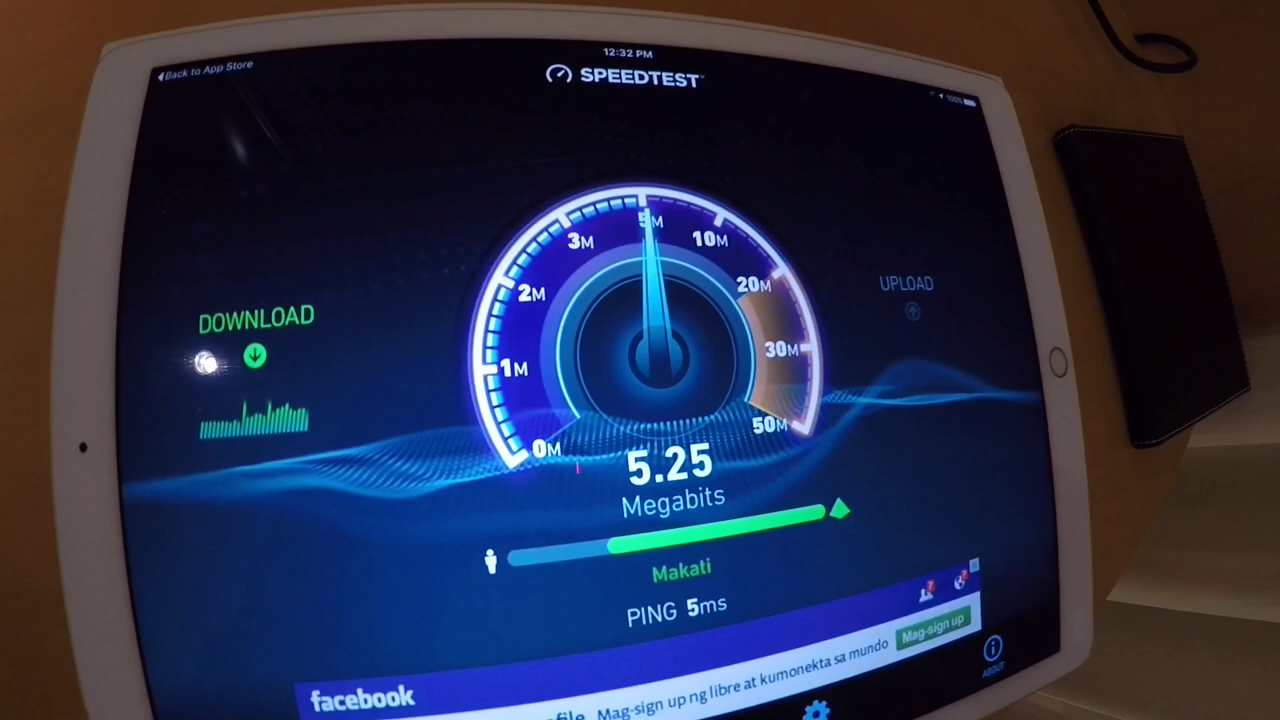 Back to App Store
12:32 PM
100%
SPEEDTEST
DOWNLOAD
UPLOAD
0M
1M
2M
3M
5M
10M
20M
30M
50M
5.25
Megabits
Makati
PING 5ms
facebook
Mag-sign up ng libre at kumonekta sa mundo
Mag-sign up
ABOUT